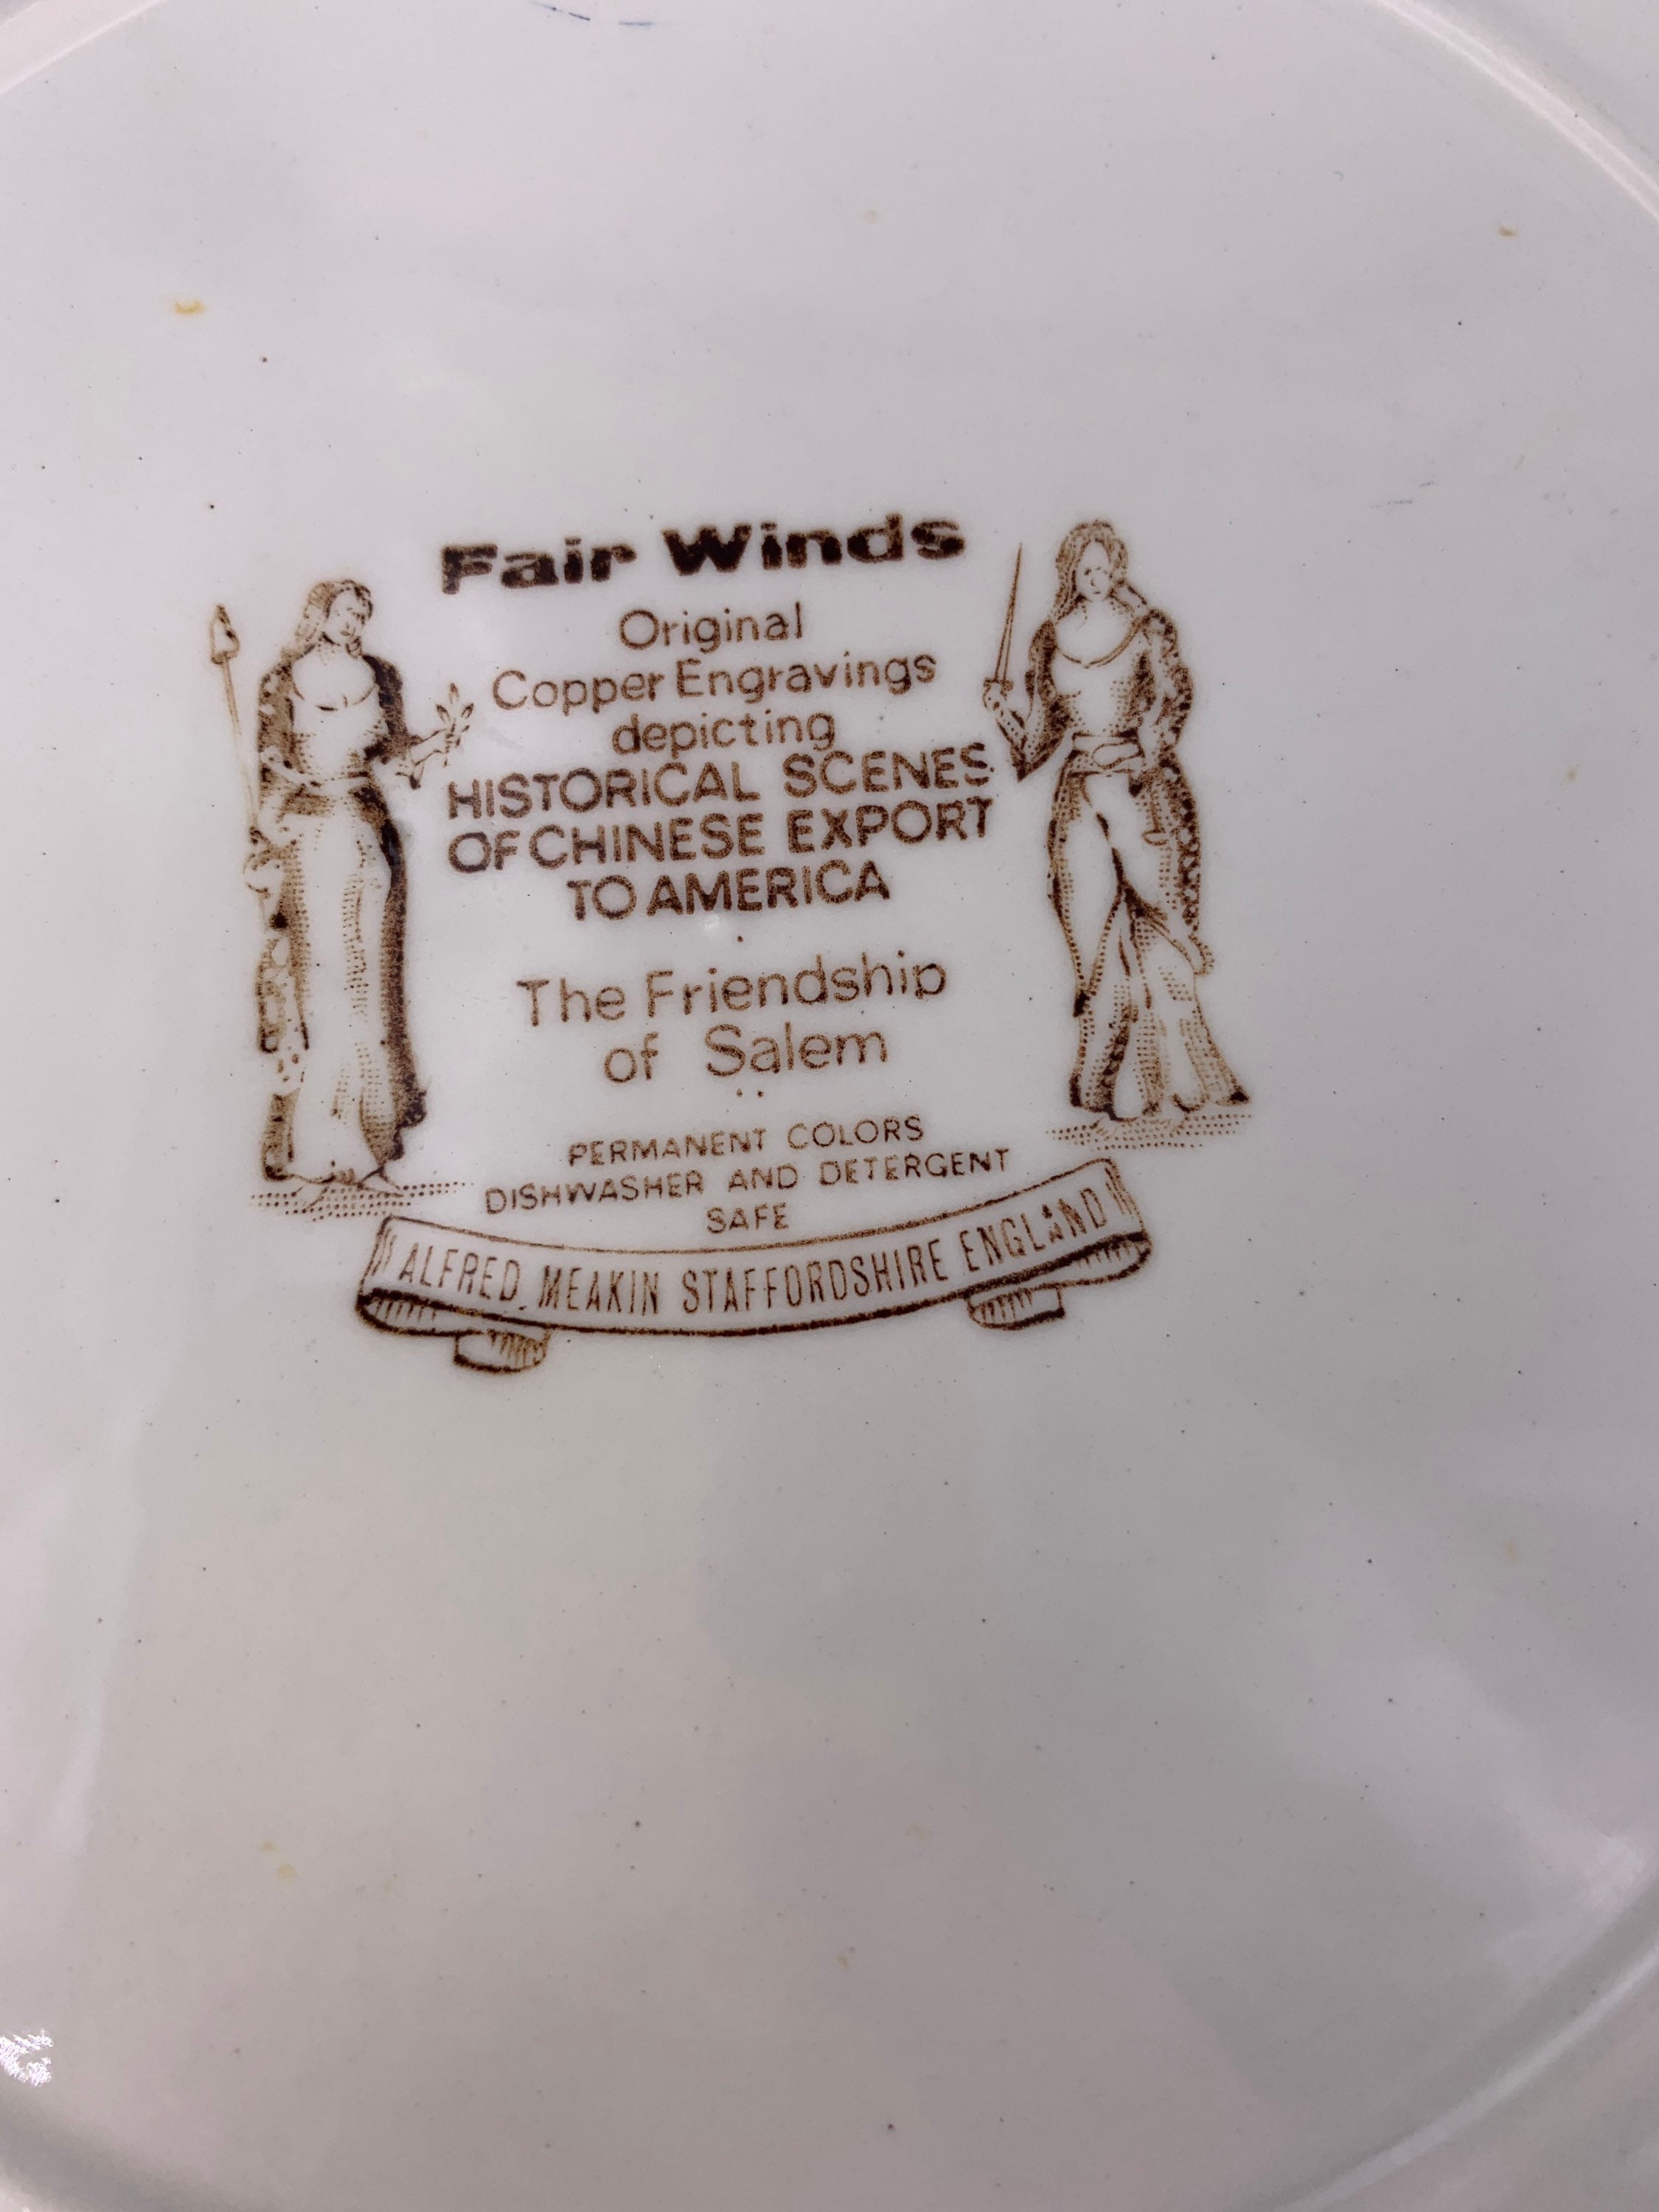 Fair Winds
Original
Copper Engravings
depicting
HISTORICAL SCENES
OF CHINESE EXPORT
TO AMERICA
The Friendship
of Salem
PERMANENT COLORS
DISHWASHER AND DETERGENT
SAFE
ALFRED MEAKIN STAFFORDSHIRE ENGLAND